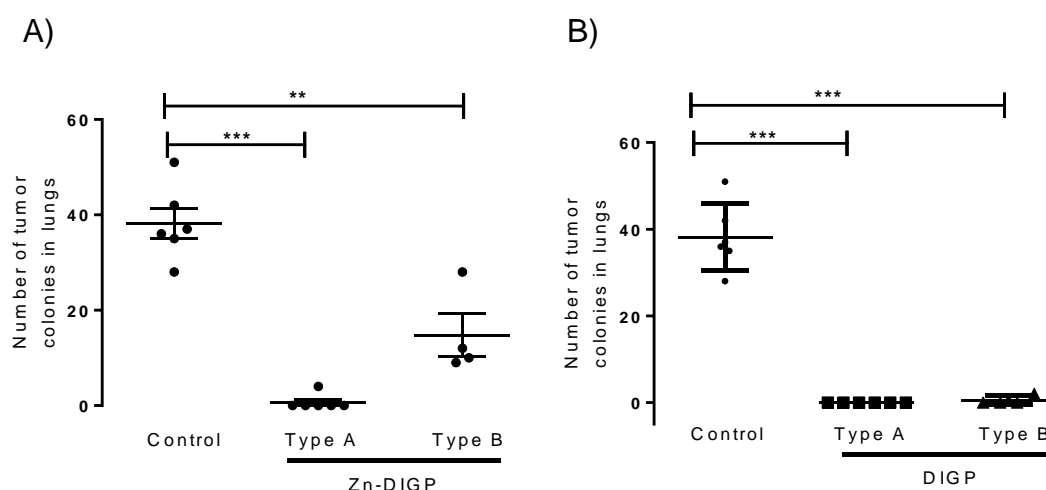 A)
**
***
60
40
20
0
Number of tumor
colonies in lungs
Control
Type A
Type B
Zn-DIGP
B)
***
***
60
40
20
0
Number of tumor
colonies in lungs
Control
Type A
Type B
DIGP